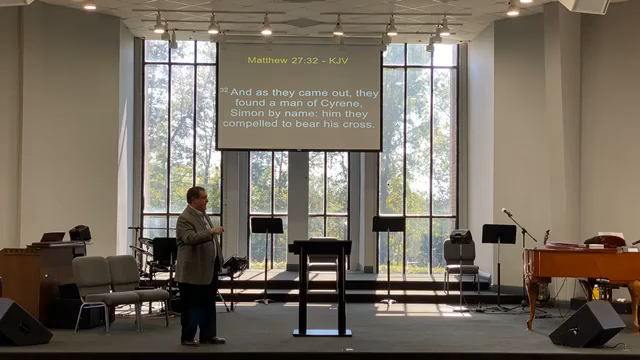 Matthew 27:32 - KJV
32 And as they came out, they
found a man of Cyrene,
Simon by name: him they
compelled to bear his cross.